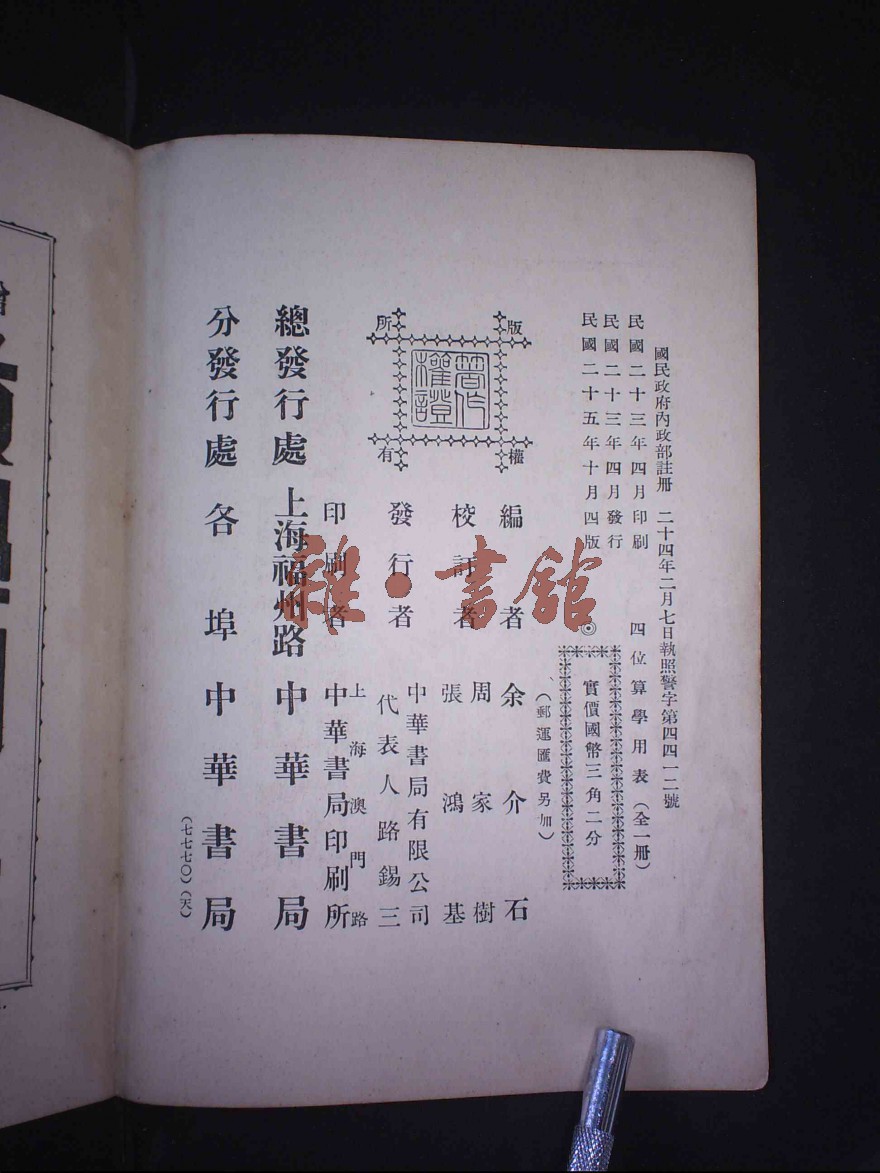 國民政府內政部註冊 二十四年二月七日執照警字第四四一二號
民國二十三年四月印刷
民國二十三年四月發行
民國二十五年十月四版
四位算學用表（全一冊）
◎
實價國幣三角二分
（郵運匯費另加）
版權所有
著作權證
編者 余介石
校訂者 周家樹
張鴻基
發行者 中華書局有限公司
代表人路錫三
印刷者 上海澳門路
中華書局印刷所
總發行處 上海福州路 中華書局
分發行處 各埠 中華書局
（七七七〇）（天）
雜·書館